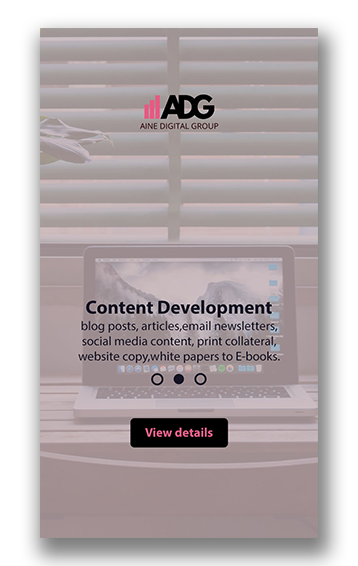 ADG
AINE DIGITAL GROUP
Content Development
blog posts, articles,email newsletters,
social media content, print collateral,
website copy,white papers to E-books.
View details